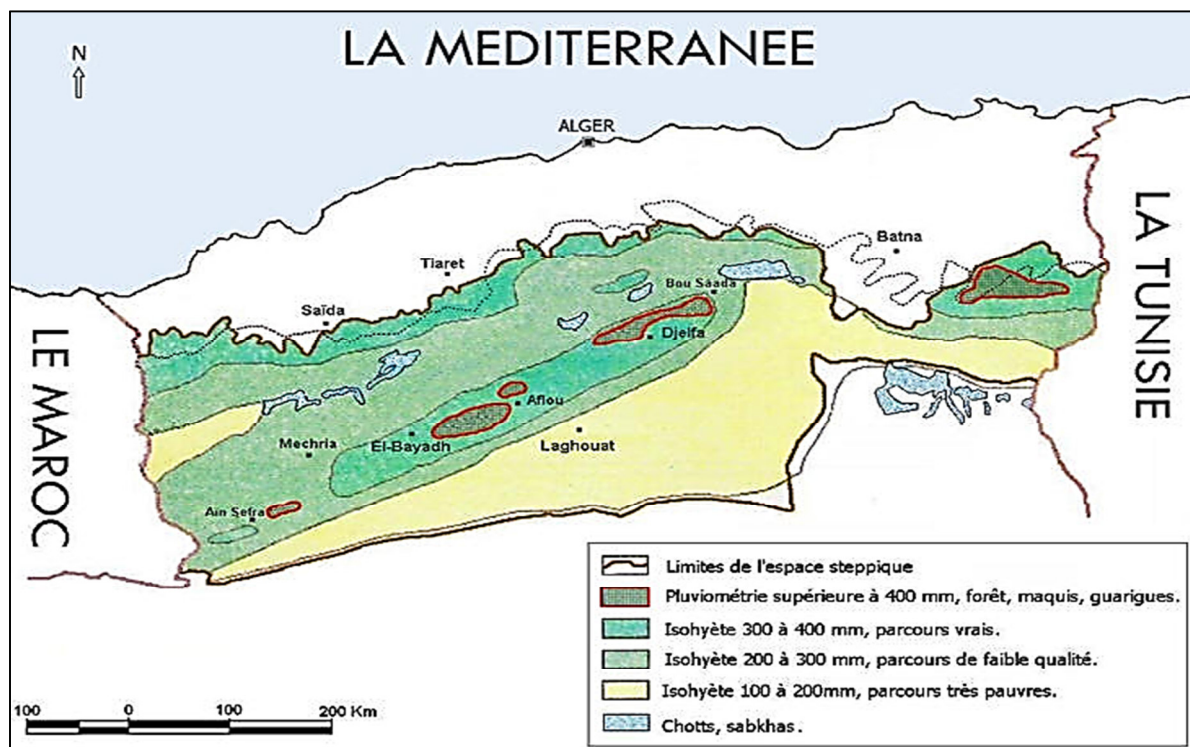 LA MEDITERRANEE
N
ALGER
Batna
Tiaret
Bou Sâada
Saïda
Djelfa
Aflou
Mechria
El-Bayadh
Laghouat
Ain Sefra
LE MAROC
LA TUNISIE
Limites de l'espace steppique
Pluviométrie supérieure à 400 mm, forêt, maquis, guarigues.
Isohyète 300 à 400 mm, parcours vrais.
Isohyète 200 à 300 mm, parcours de faible qualité.
Isohyète 100 à 200mm, parcours très pauvres.
Chotts, sabkhas.
100 0 100 200 Km